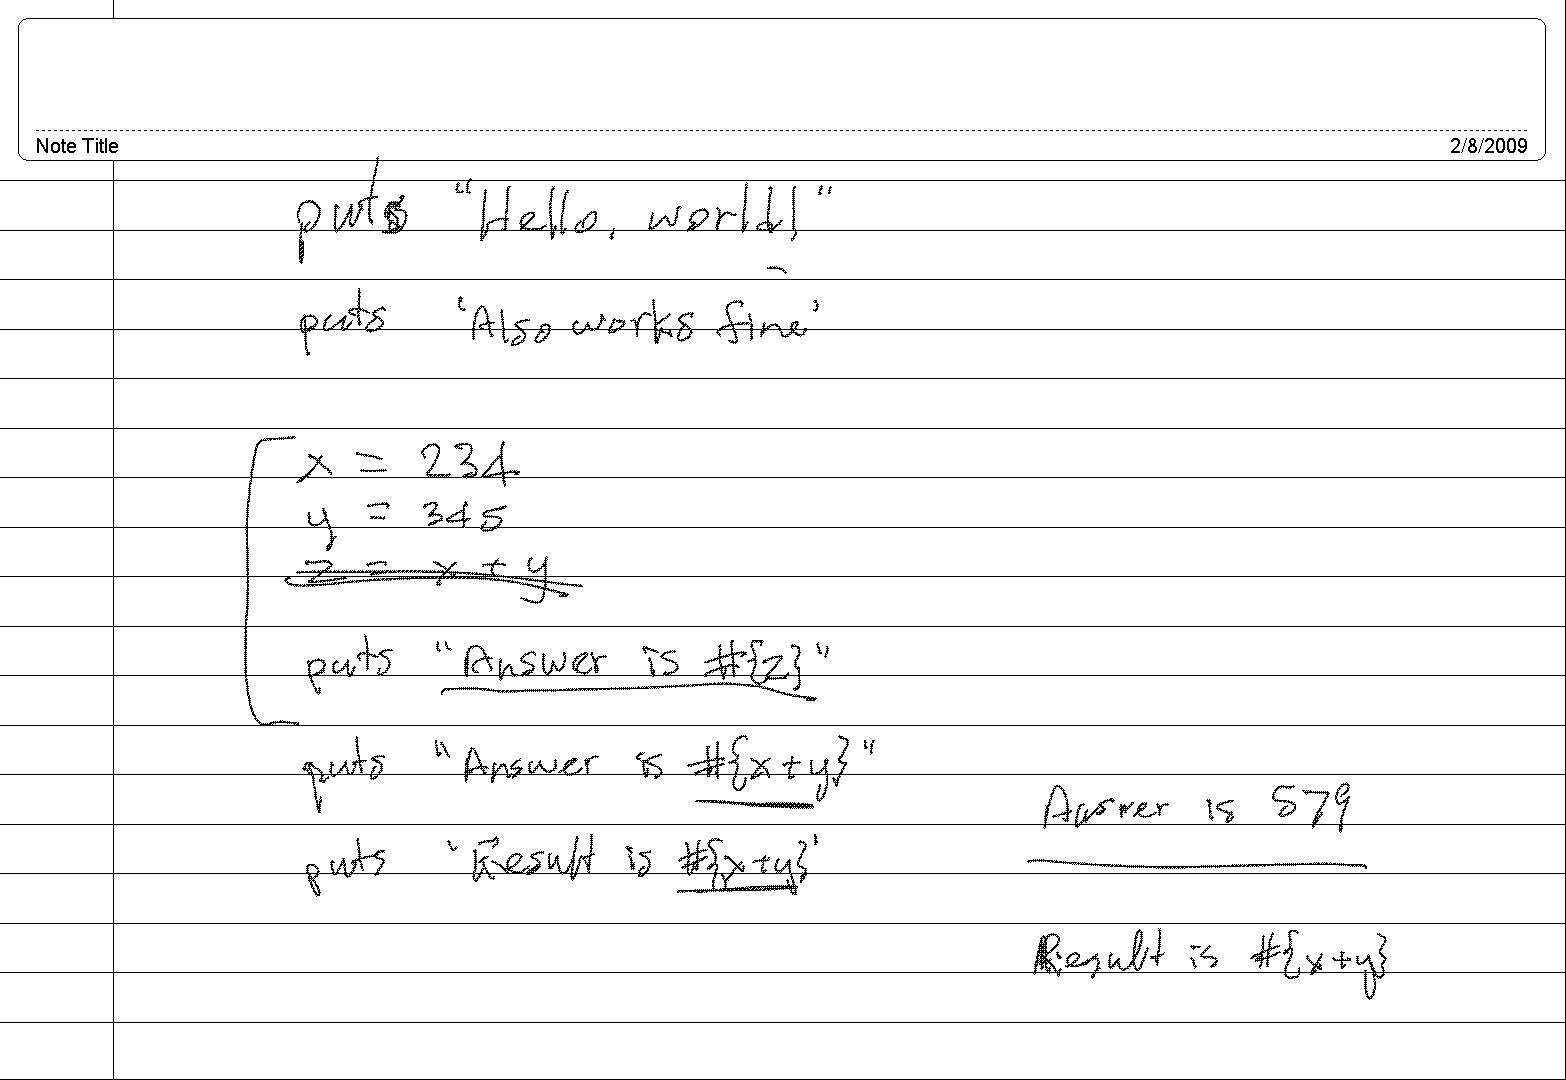 Note Title 2/8/2009
puts "Hello, world!"
puts 'Also works fine'
x = 234
y = 345
z = x + y
puts "Answer is #{z}"
puts "Answer is #{x+y}"
Answer is 579
puts 'Result is #{x+y}'
Result is #{x+y}